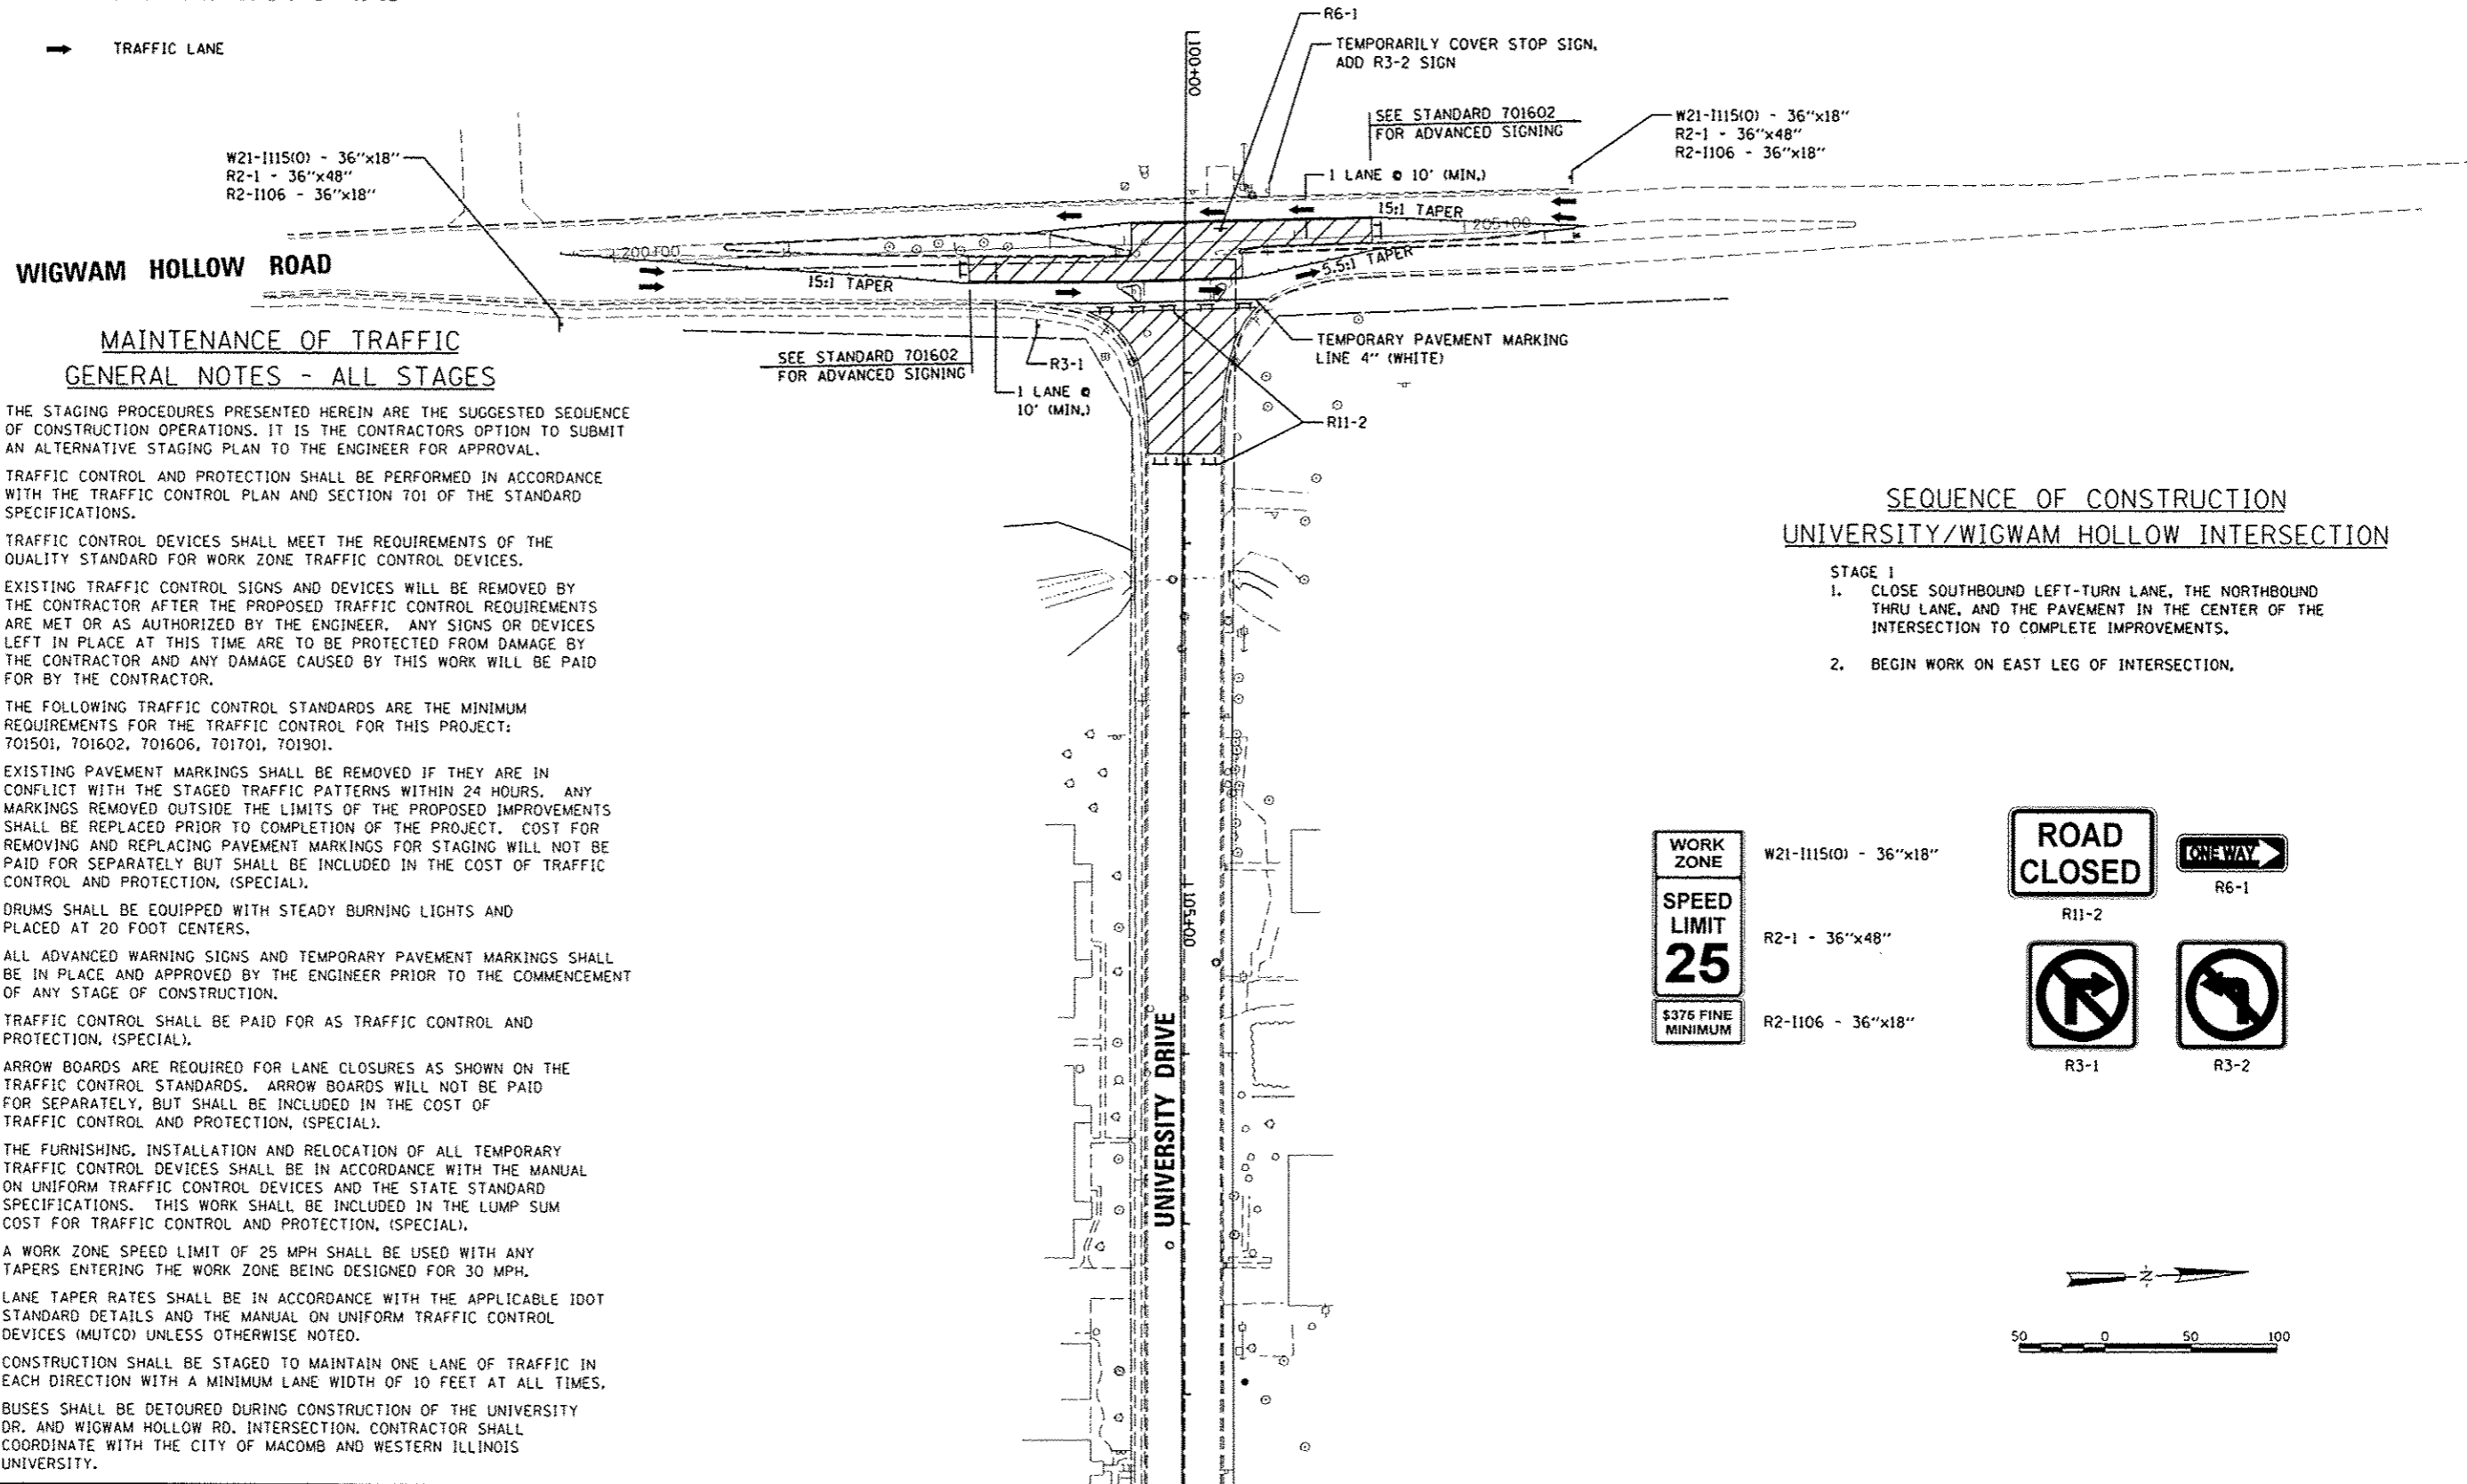 TRAFFIC LANE
R6-1
TEMPORARILY COVER STOP SIGN,
ADD R3-2 SIGN
100+00
SEE STANDARD 701602
FOR ADVANCED SIGNING
W21-I115(O) - 36"x18"
R2-1 - 36"x48"
R2-I106 - 36"x18"
W21-I115(O) - 36"x18"
R2-1 - 36"x48"
R2-I106 - 36"x18"
1 LANE @ 10' (MIN.)
15:1 TAPER
205+00
200+00
5.5:1 TAPER
15:1 TAPER
WIGWAM HOLLOW ROAD
SEE STANDARD 701602
FOR ADVANCED SIGNING
R3-1
1 LANE @
10' (MIN.)
TEMPORARY PAVEMENT MARKING
LINE 4" (WHITE)
R11-2
MAINTENANCE OF TRAFFIC
GENERAL NOTES - ALL STAGES
THE STAGING PROCEDURES PRESENTED HEREIN ARE THE SUGGESTED SEQUENCE
OF CONSTRUCTION OPERATIONS. IT IS THE CONTRACTORS OPTION TO SUBMIT
AN ALTERNATIVE STAGING PLAN TO THE ENGINEER FOR APPROVAL.
TRAFFIC CONTROL AND PROTECTION SHALL BE PERFORMED IN ACCORDANCE
WITH THE TRAFFIC CONTROL PLAN AND SECTION 701 OF THE STANDARD
SPECIFICATIONS.
TRAFFIC CONTROL DEVICES SHALL MEET THE REQUIREMENTS OF THE
QUALITY STANDARD FOR WORK ZONE TRAFFIC CONTROL DEVICES.
EXISTING TRAFFIC CONTROL SIGNS AND DEVICES WILL BE REMOVED BY
THE CONTRACTOR AFTER THE PROPOSED TRAFFIC CONTROL REQUIREMENTS
ARE MET OR AS AUTHORIZED BY THE ENGINEER. ANY SIGNS OR DEVICES
LEFT IN PLACE AT THIS TIME ARE TO BE PROTECTED FROM DAMAGE BY
THE CONTRACTOR AND ANY DAMAGE CAUSED BY THIS WORK WILL BE PAID
FOR BY THE CONTRACTOR.
THE FOLLOWING TRAFFIC CONTROL STANDARDS ARE THE MINIMUM
REQUIREMENTS FOR THE TRAFFIC CONTROL FOR THIS PROJECT:
701501, 701602, 701606, 701701, 701901.
EXISTING PAVEMENT MARKINGS SHALL BE REMOVED IF THEY ARE IN
CONFLICT WITH THE STAGED TRAFFIC PATTERNS WITHIN 24 HOURS. ANY
MARKINGS REMOVED OUTSIDE THE LIMITS OF THE PROPOSED IMPROVEMENTS
SHALL BE REPLACED PRIOR TO COMPLETION OF THE PROJECT. COST FOR
REMOVING AND REPLACING PAVEMENT MARKINGS FOR STAGING WILL NOT BE
PAID FOR SEPARATELY BUT SHALL BE INCLUDED IN THE COST OF TRAFFIC
CONTROL AND PROTECTION, (SPECIAL).
DRUMS SHALL BE EQUIPPED WITH STEADY BURNING LIGHTS AND
PLACED AT 20 FOOT CENTERS.
ALL ADVANCED WARNING SIGNS AND TEMPORARY PAVEMENT MARKINGS SHALL
BE IN PLACE AND APPROVED BY THE ENGINEER PRIOR TO THE COMMENCEMENT
OF ANY STAGE OF CONSTRUCTION.
TRAFFIC CONTROL SHALL BE PAID FOR AS TRAFFIC CONTROL AND
PROTECTION, (SPECIAL).
ARROW BOARDS ARE REQUIRED FOR LANE CLOSURES AS SHOWN ON THE
TRAFFIC CONTROL STANDARDS. ARROW BOARDS WILL NOT BE PAID
FOR SEPARATELY, BUT SHALL BE INCLUDED IN THE COST OF
TRAFFIC CONTROL AND PROTECTION, (SPECIAL).
THE FURNISHING, INSTALLATION AND RELOCATION OF ALL TEMPORARY
TRAFFIC CONTROL DEVICES SHALL BE IN ACCORDANCE WITH THE MANUAL
ON UNIFORM TRAFFIC CONTROL DEVICES AND THE STATE STANDARD
SPECIFICATIONS. THIS WORK SHALL BE INCLUDED IN THE LUMP SUM
COST FOR TRAFFIC CONTROL AND PROTECTION, (SPECIAL).
A WORK ZONE SPEED LIMIT OF 25 MPH SHALL BE USED WITH ANY
TAPERS ENTERING THE WORK ZONE BEING DESIGNED FOR 30 MPH.
LANE TAPER RATES SHALL BE IN ACCORDANCE WITH THE APPLICABLE IDOT
STANDARD DETAILS AND THE MANUAL ON UNIFORM TRAFFIC CONTROL
DEVICES (MUTCD) UNLESS OTHERWISE NOTED.
CONSTRUCTION SHALL BE STAGED TO MAINTAIN ONE LANE OF TRAFFIC IN
EACH DIRECTION WITH A MINIMUM LANE WIDTH OF 10 FEET AT ALL TIMES.
BUSES SHALL BE DETOURED DURING CONSTRUCTION OF THE UNIVERSITY
DR. AND WIGWAM HOLLOW RD. INTERSECTION. CONTRACTOR SHALL
COORDINATE WITH THE CITY OF MACOMB AND WESTERN ILLINOIS
UNIVERSITY.
105+00
UNIVERSITY DRIVE
SEQUENCE OF CONSTRUCTION
UNIVERSITY/WIGWAM HOLLOW INTERSECTION
STAGE 1
1. CLOSE SOUTHBOUND LEFT-TURN LANE, THE NORTHBOUND
THRU LANE, AND THE PAVEMENT IN THE CENTER OF THE
INTERSECTION TO COMPLETE IMPROVEMENTS.
2. BEGIN WORK ON EAST LEG OF INTERSECTION.
WORK
ZONE
W21-I115(O) - 36"x18"
SPEED
LIMIT
25
R2-1 - 36"x48"
$375 FINE
MINIMUM
R2-I106 - 36"x18"
ROAD
CLOSED
R11-2
ONE WAY
R6-1
R3-1
R3-2
N
50 0 50 100